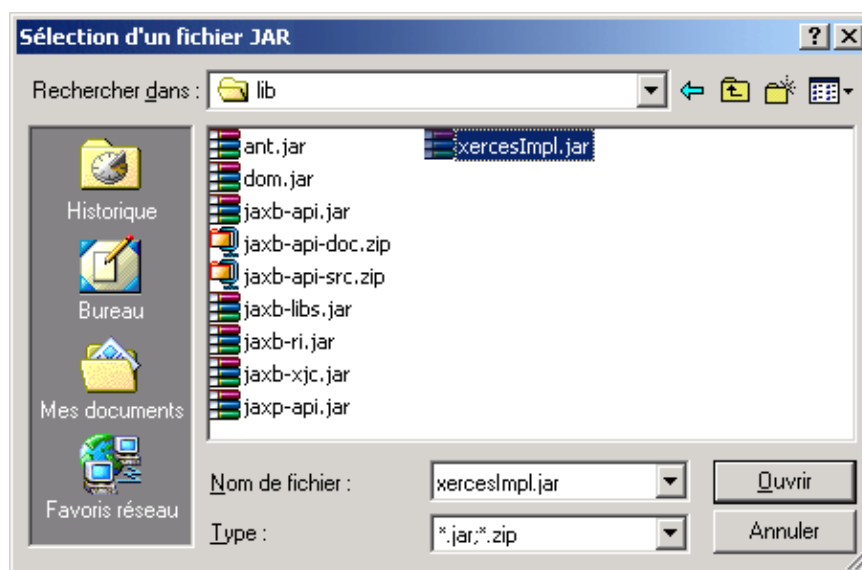 Sélection d'un fichier JAR
Rechercher dans : lib
Historique
Bureau
Mes documents
Favoris réseau
ant.jar
dom.jar
jaxb-api.jar
jaxb-api-doc.zip
jaxb-api-src.zip
jaxb-libs.jar
jaxb-ri.jar
jaxb-xjc.jar
jaxp-api.jar
xercesImpl.jar
Nom de fichier : xercesImpl.jar Ouvrir
Type : *.jar;*.zip Annuler